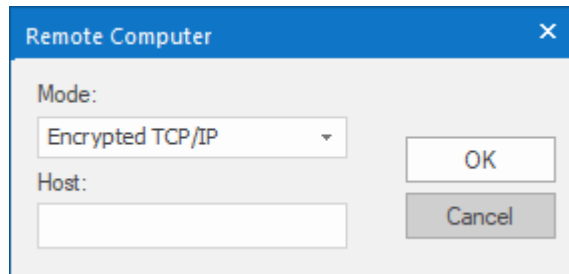 Remote Computer
Mode:
Encrypted TCP/IP
Host:
OK
Cancel